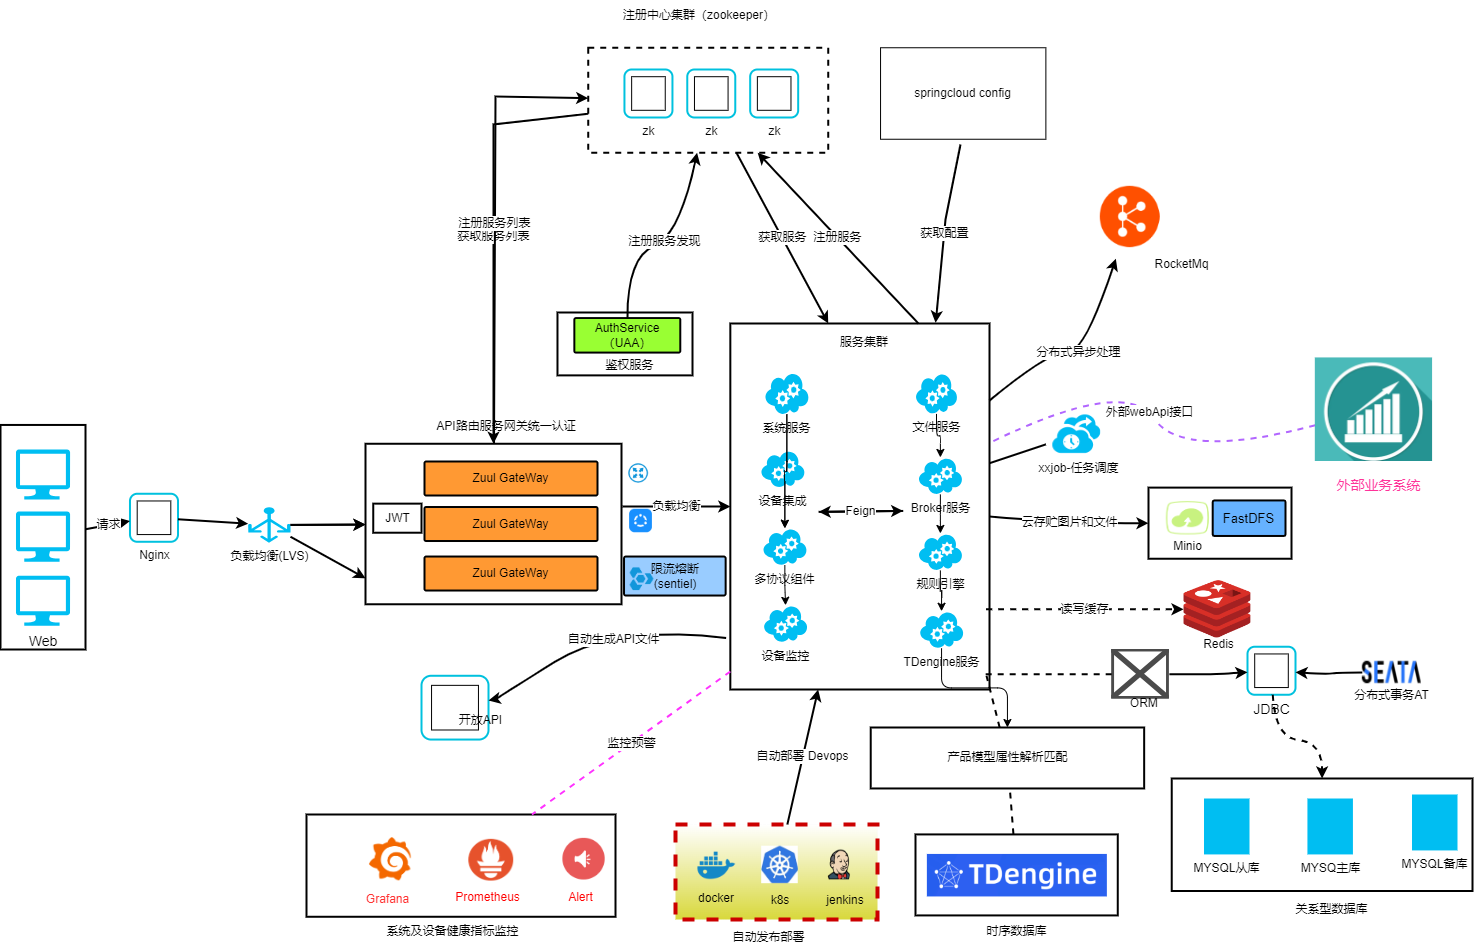 注册中心集群（zookeeper）
zk
zk
zk
springcloud config
注册服务列表
获取服务列表
注册服务发现
获取服务
注册服务
获取配置
RocketMq
AuthService
（UAA）
鉴权服务
服务集群
分布式异步处理
外部webApi接口
xxjob-任务调度
外部业务系统
API路由服务网关统一认证
Zuul GateWay
JWT
Zuul GateWay
Zuul GateWay
负载均衡
限流熔断
(sentiel)
系统服务
设备集成
多协议组件
设备监控
Feign
文件服务
Broker服务
规则引擎
TDengine服务
云存贮图片和文件
Minio
FastDFS
请求
Web
Nginx
负载均衡(LVS)
读写缓存
Redis
自动生成API文件
开放API
ORM
JDBC
SEATA
分布式事务AT
监控预警
自动部署 Devops
产品模型属性解析匹配
Grafana
Prometheus
Alert
系统及设备健康指标监控
docker
k8s
jenkins
自动发布部署
TDengine
时序数据库
MYSQL从库
MYSQ主库
MYSQL备库
关系型数据库